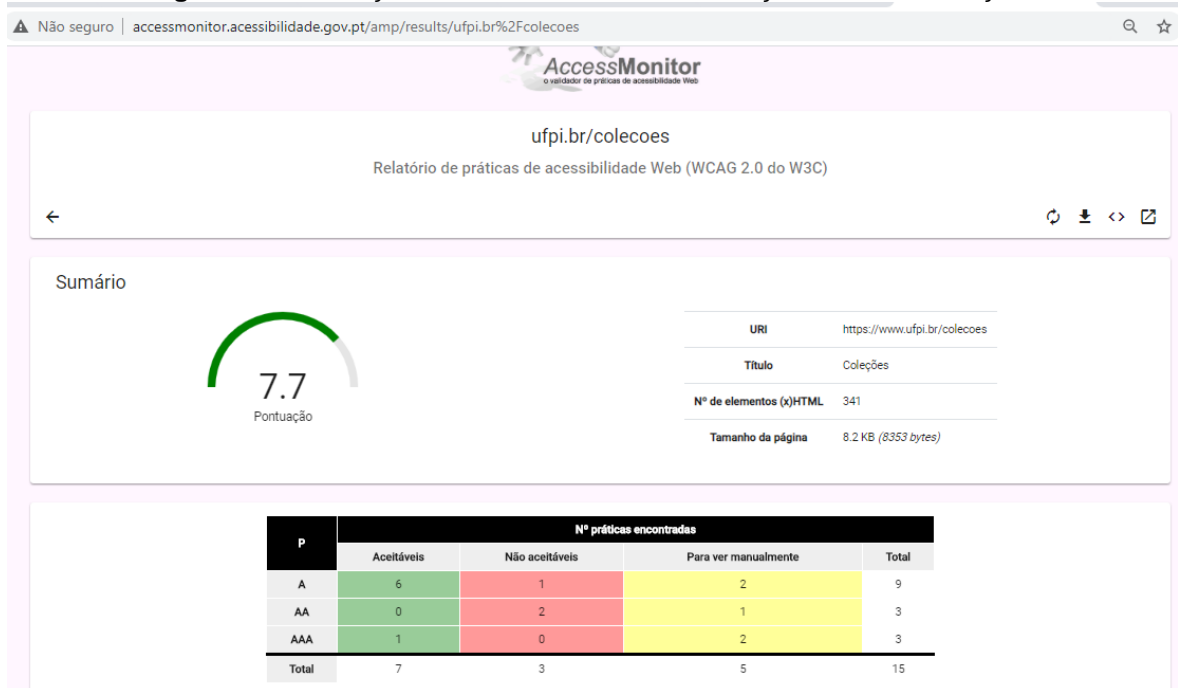 Não seguro | accessmonitor.acessibilidade.gov.pt/amp/results/ufpi.br%2Fcolecoes
AccessMonitor
o validador de práticas de acessibilidade Web
ufpi.br/colecoes
Relatório de práticas de acessibilidade Web (WCAG 2.0 do W3C)
Sumário
7.7
Pontuação
URI https://www.ufpi.br/colecoes
Título Coleções
Nº de elementos (x)HTML 341
Tamanho da página 8.2 KB (8353 bytes)
P Nº práticas encontradas
Aceitáveis Não aceitáveis Para ver manualmente Total
A 6 1 2 9
AA 0 2 1 3
AAA 1 0 2 3
Total 7 3 5 15